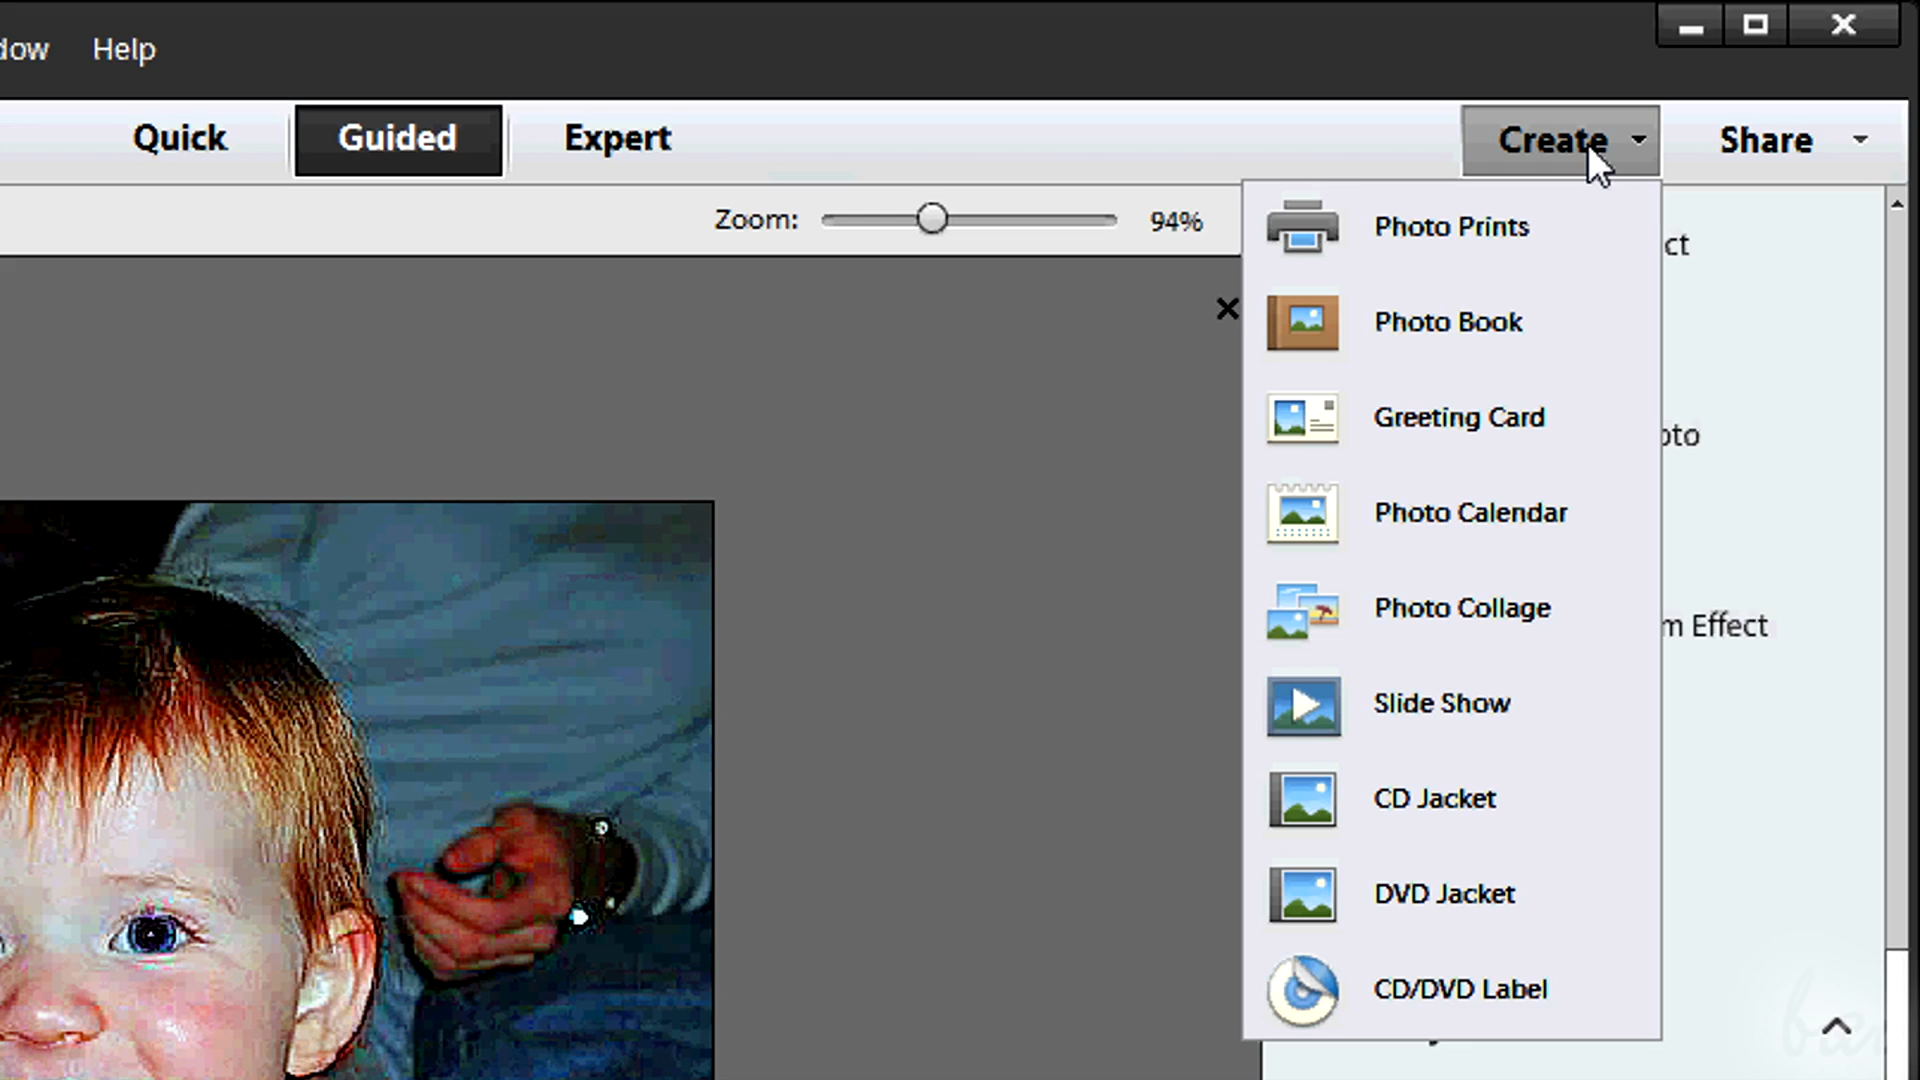 dow Help
Quick Guided Expert Create Share
Zoom: 94%
Photo Prints
ct
Photo Book
Greeting Card
oto
Photo Calendar
Photo Collage
m Effect
Slide Show
CD Jacket
DVD Jacket
CD/DVD Label